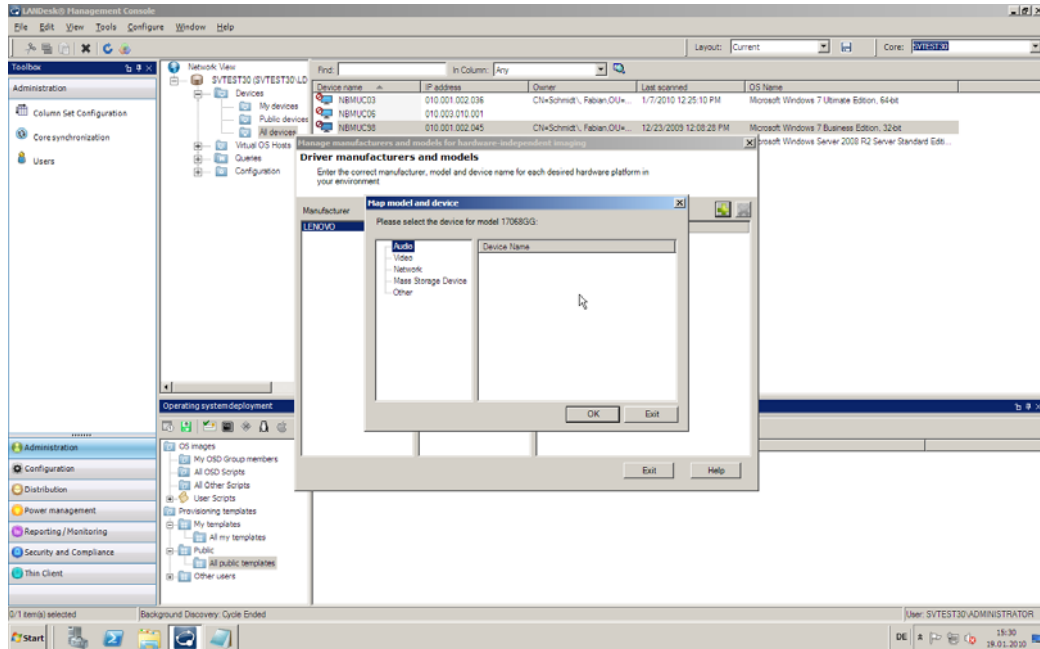 LANDesk® Management Console
File Edit View Tools Configure Window Help
Layout: Current Core: SVTEST30
Toolbox
Administration
Column Set Configuration
Core synchronization
Users
Administration
Configuration
Distribution
Power management
Reporting / Monitoring
Security and Compliance
Thin Client
Network View
SVTEST30 (SVTEST30\LD
Devices
My devices
Public devices
All devices
Virtual OS Hosts
Queries
Configuration
Find: In Column: Any
Device name IP address Owner Last scanned OS Name
NBMUC03 010.001.002.036 CN=Schmidt\, Fabian,OU=... 1/7/2010 12:25:10 PM Microsoft Windows 7 Ultimate Edition, 64-bit
NBMUC06 010.003.010.001
NBMUC98 010.001.002.045 CN=Schmidt\, Fabian,OU=... 12/23/2009 12:08:28 PM Microsoft Windows 7 Business Edition, 32-bit
Windows Server 2008 R2 Server Standard Editi...
Manage manufacturers and models for hardware-independent imaging
Driver manufacturers and models
Enter the correct manufacturer, model and device name for each desired hardware platform in
your environment
Manufacturer
LENOVO
Map model and device
Please select the device for model 17068GG:
Audio
Video
Network
Mass Storage Device
Other
Device Name
OK Exit
Exit Help
Operating system deployment
OS images
My OSD Group members
All OSD Scripts
All Other Scripts
User Scripts
Provisioning templates
My templates
All my templates
Public
All public templates
Other users
0/1 item(s) selected Background Discovery: Cycle Ended User: SVTEST30\ADMINISTRATOR
Start DE 15:30
19.01.2010